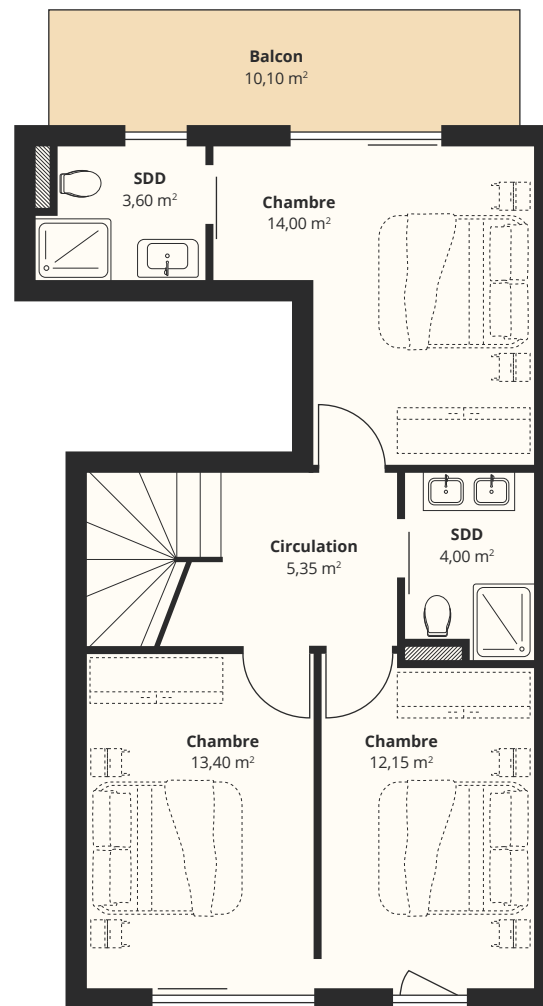 Balcon
10,10 m²
SDD
3,60 m²
Chambre
14,00 m²
Circulation
5,35 m²
SDD
4,00 m²
Chambre
13,40 m²
Chambre
12,15 m²